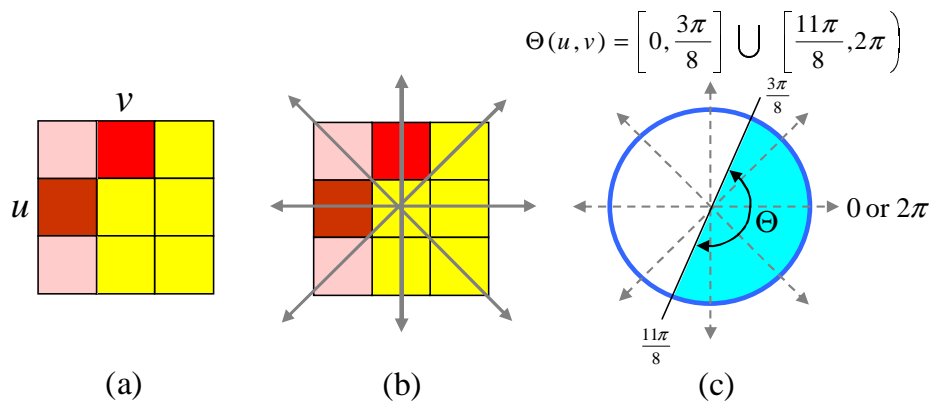 Θ(u,v) = [0, 3π/8] ∪ [11π/8, 2π)
v
u
3π/8
Θ
0 or 2π
11π/8
(a)
(b)
(c)